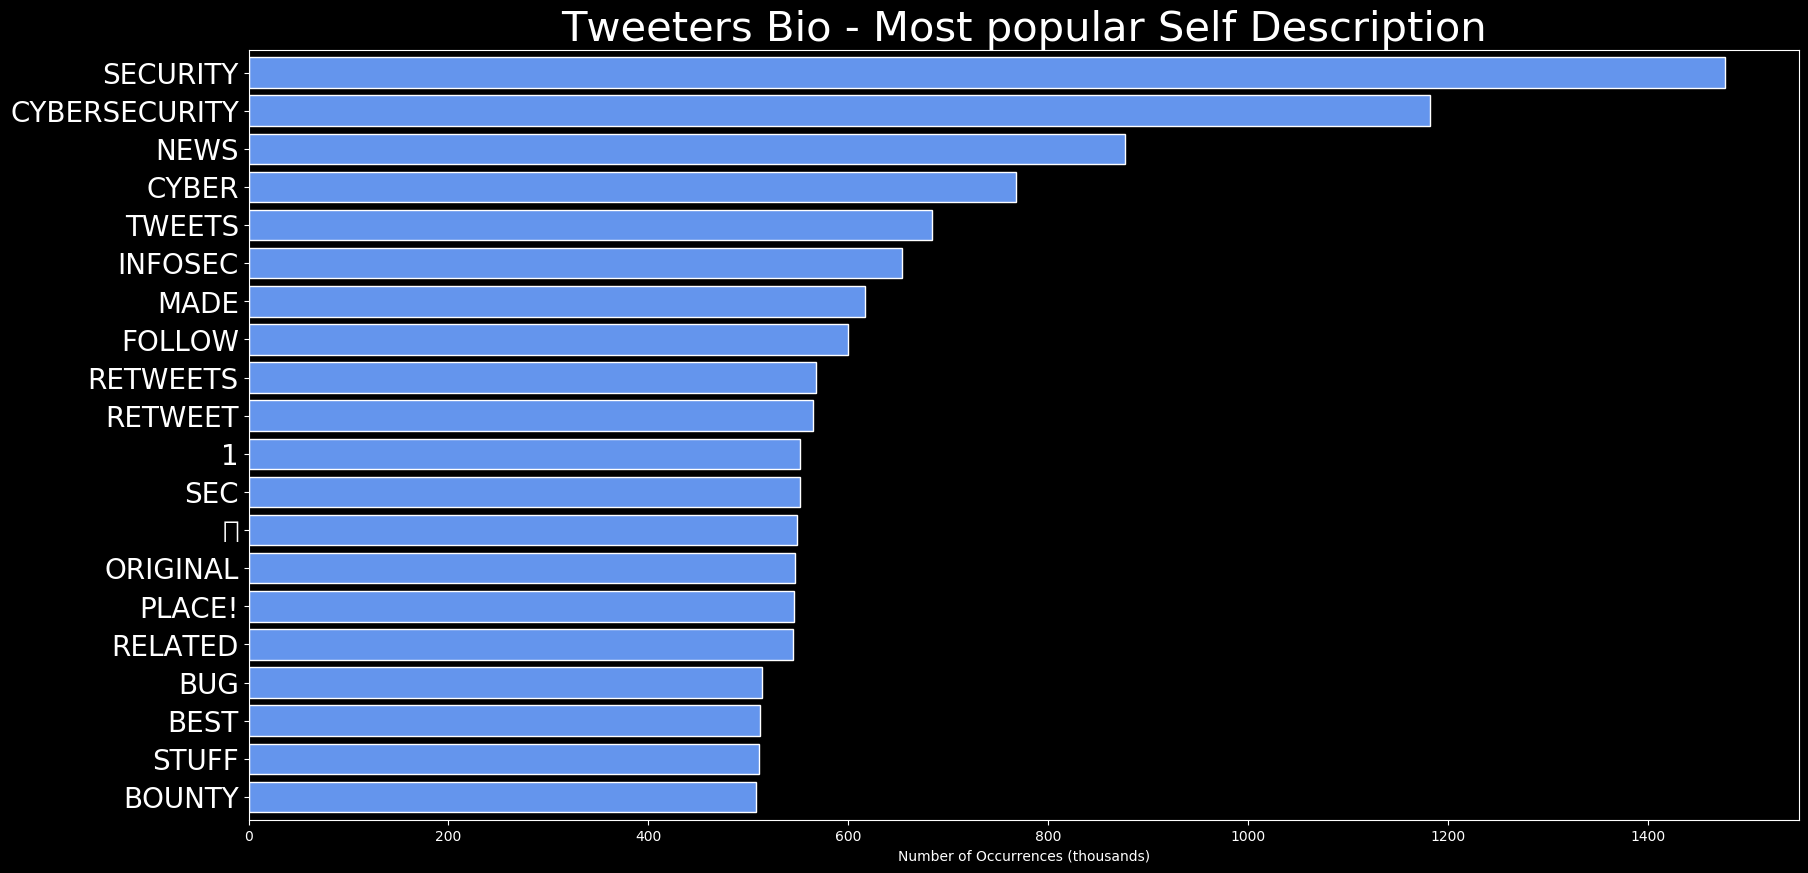 Tweeters Bio - Most popular Self Description
SECURITY
CYBERSECURITY
NEWS
CYBER
TWEETS
INFOSEC
MADE
FOLLOW
RETWEETS
RETWEET
1
SEC
ORIGINAL
PLACE!
RELATED
BUG
BEST
STUFF
BOUNTY
0 200 400 600 800 1000 1200 1400
Number of Occurrences (thousands)